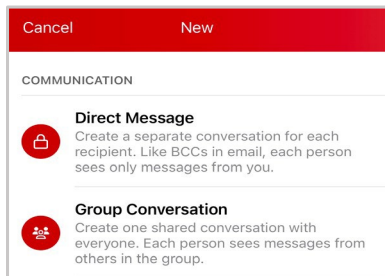 Cancel New
COMMUNICATION
Direct Message
Create a separate conversation for each
recipient. Like BCCs in email, each person
sees only messages from you.
Group Conversation
Create one shared conversation with
everyone. Each person sees messages from
others in the group.